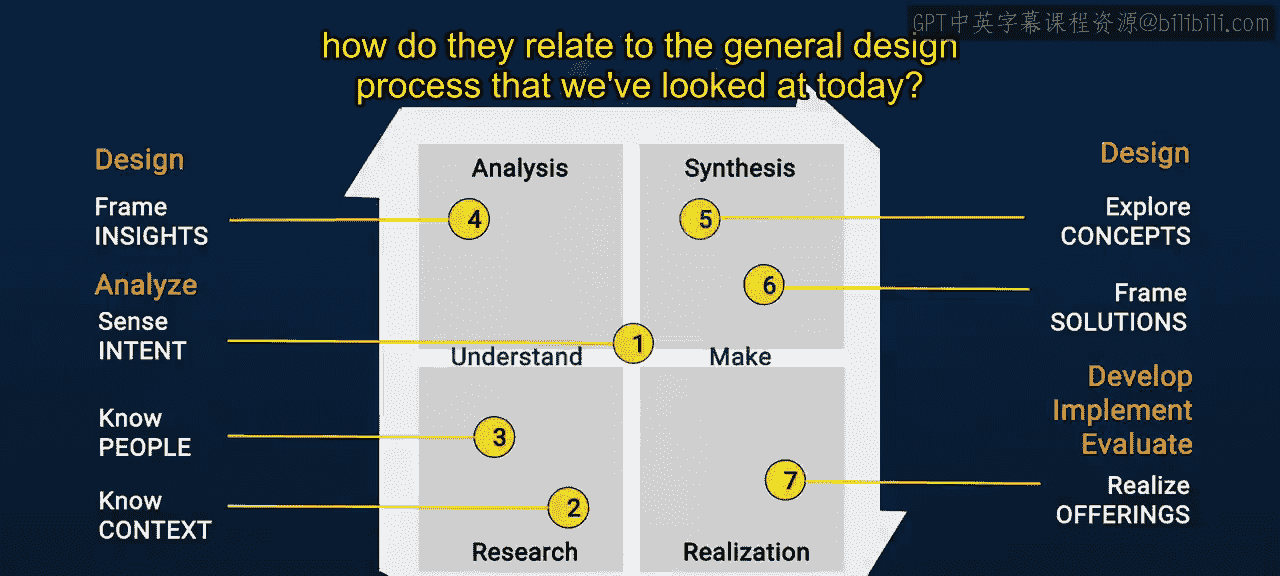 GPT中英字幕课程资源@bilibili.com
how do they relate to the general design
process that we've looked at today?
Design
Frame
INSIGHTS
Analyze
Sense
INTENT
Know
PEOPLE
Know
CONTEXT
Analysis
4
Synthesis
5
6
1
Understand
Make
3
2
Research
7
Realization
Design
Explore
CONCEPTS
Frame
SOLUTIONS
Develop
Implement
Evaluate
Realize
OFFERINGS